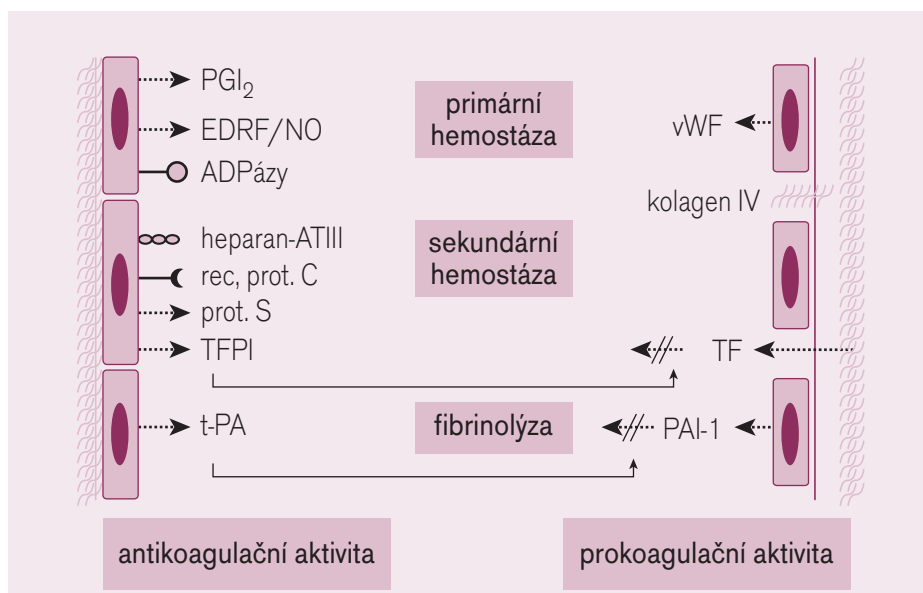 PGI2
EDRF/NO
ADPázy
primární
hemostáza
vWF
kolagen IV
heparan-ATIII
rec, prot. C
prot. S
TFPI
sekundární
hemostáza
TF
t-PA
fibrinolýza
PAI-1
antikoagulační aktivita
prokoagulační aktivita